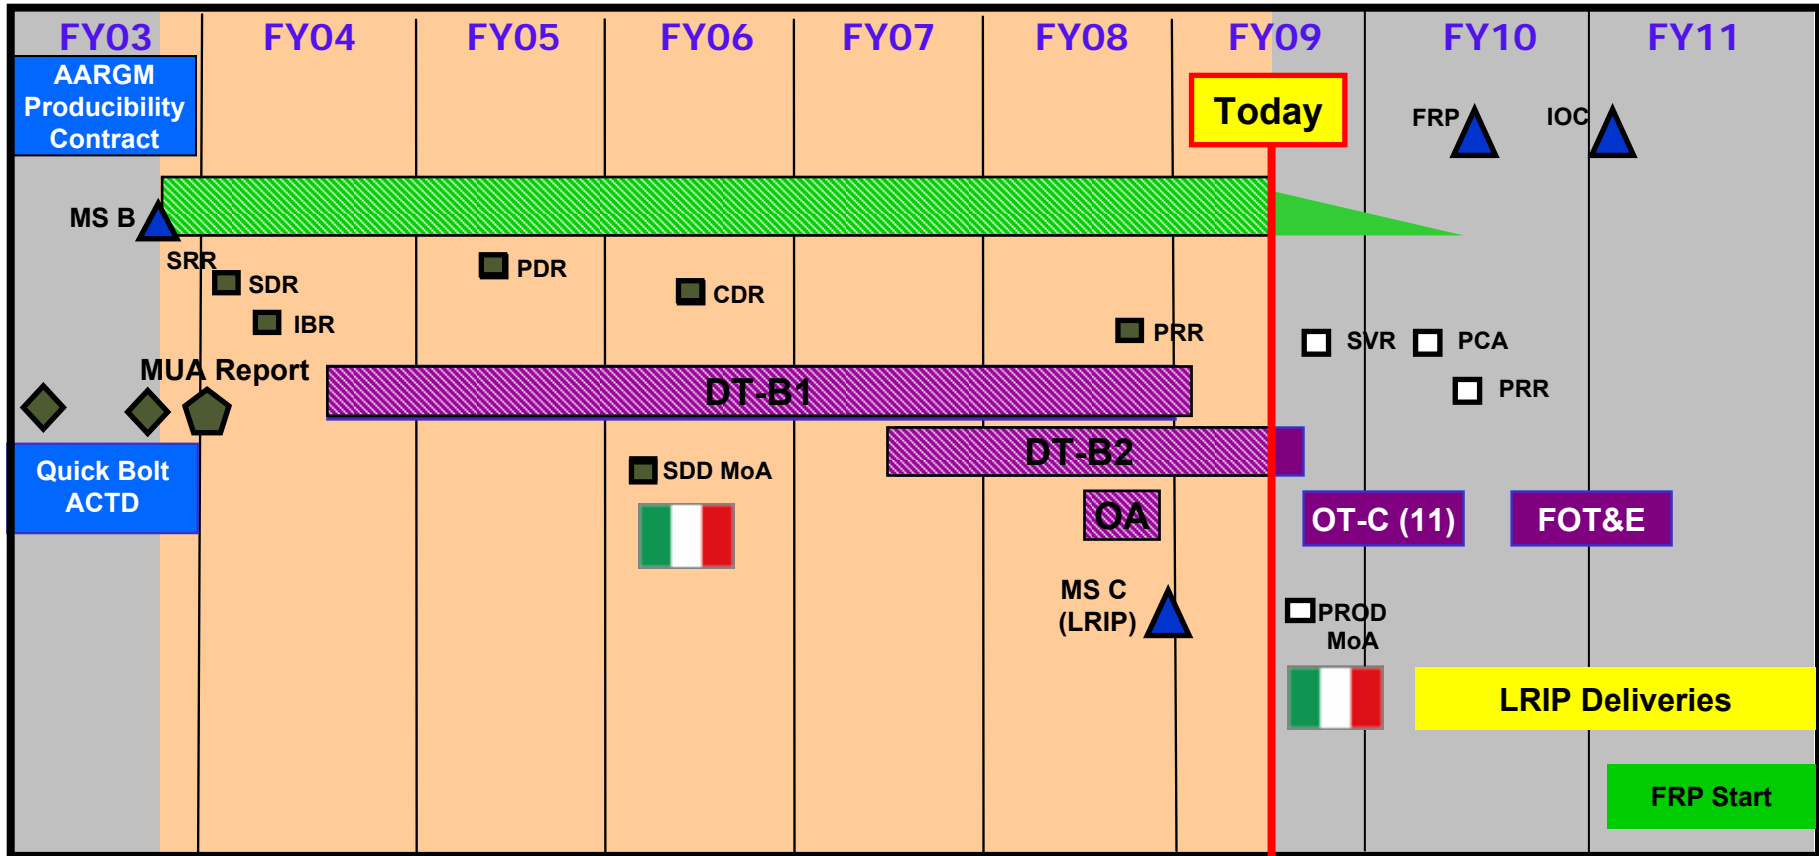 FY03 FY04 FY05 FY06 FY07 FY08 FY09 FY10 FY11
AARGM
Producibility
Contract
Today
FRP
IOC
MS B
SRR
SDR
PDR
CDR
IBR
PRR
SVR
PCA
MUA Report
DT-B1
PRR
DT-B2
Quick Bolt
ACTD
SDD MoA
OA
OT-C (11)
FOT&E
MS C
(LRIP)
PROD
MoA
LRIP Deliveries
FRP Start